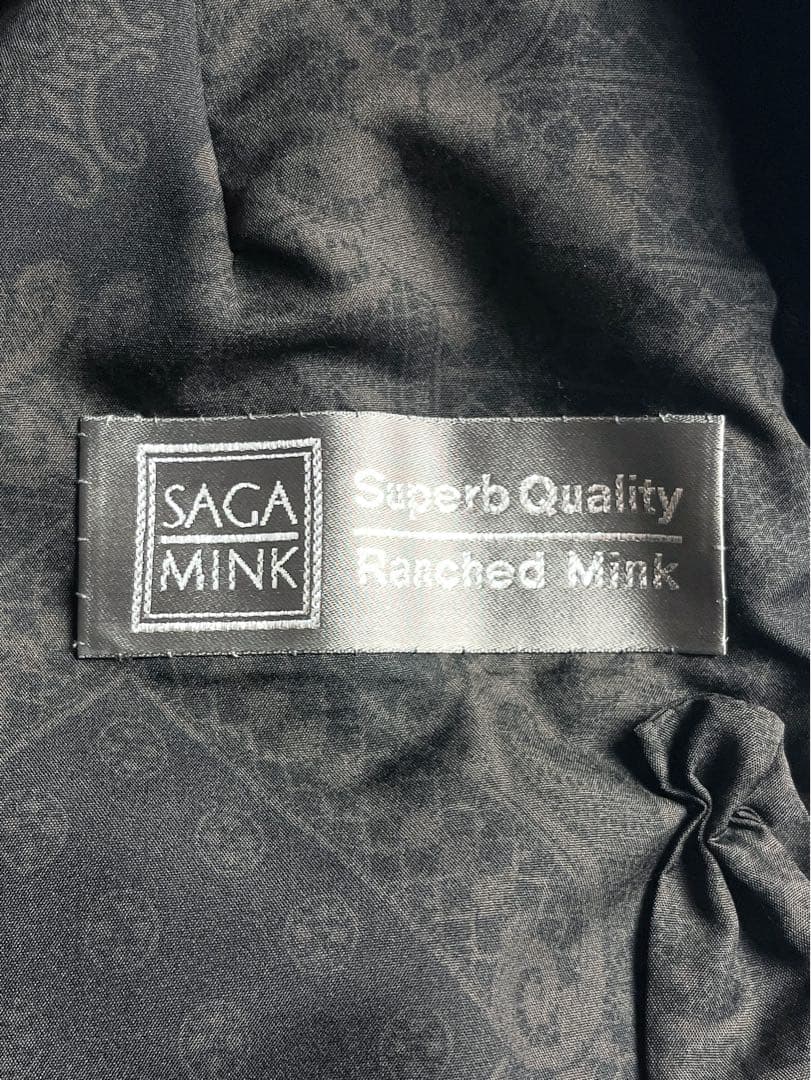 SAGA
MINK
Superb Quality
Ranched Mink